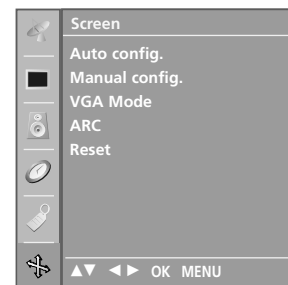 Screen
Auto config.
Manual config.
VGA Mode
ARC
Reset
▲▼ ◄► OK MENU